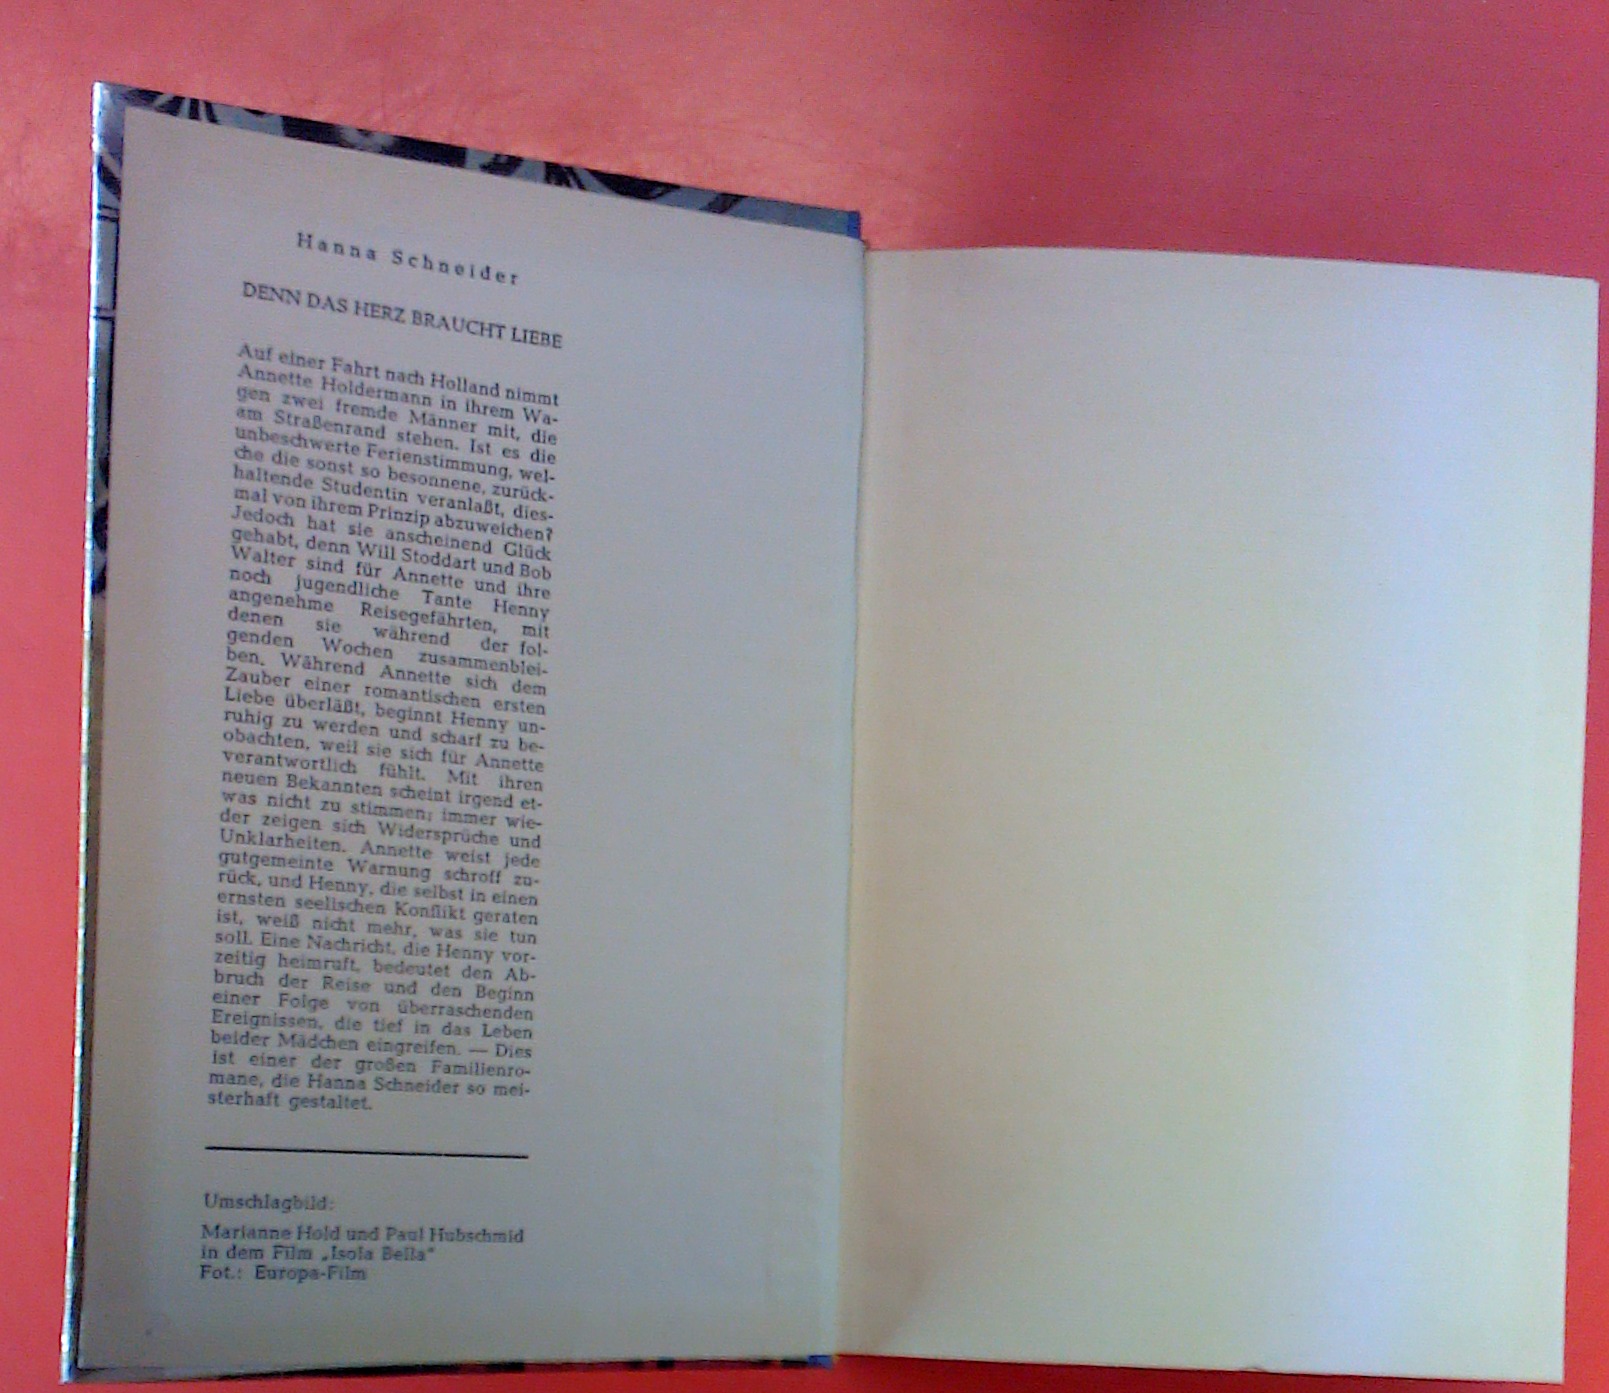 Hanna Schneider
DENN DAS HERZ BRAUCHT LIEBE
Auf einer Fahrt nach Holland nimmt
Annette Holdermann in ihrem Wa-
gen zwei fremde Männer mit, die
am Straßenrand stehen. Ist es die
unbeschwerte Ferienstimmung, wel-
che die sonst so besonnene, zurück-
haltende Studentin veranlaßt, dies-
mal von ihrem Prinzip abzuweichen?
Jedoch hat sie anscheinend Glück
gehabt, denn Will Stoddart und Bob
Walter sind für Annette und ihre
noch jugendliche Tante Henny
angenehme Reisegefährten, mit
denen sie während der fol-
genden Wochen zusammenblei-
ben. Während Annette sich dem
Zauber einer romantischen ersten
Liebe überläßt, beginnt Henny un-
ruhig zu werden und scharf zu be-
obachten, weil sie sich für Annette
verantwortlich fühlt. Mit ihren
neuen Bekannten scheint irgend et-
was nicht zu stimmen; immer wie-
der zeigen sich Widersprüche und
Unklarheiten. Annette weist jede
gutgemeinte Warnung schroff zu-
rück, und Henny, die selbst in einen
ernsten seelischen Konflikt geraten
ist, weiß nicht mehr, was sie tun
soll. Eine Nachricht, die Henny vor-
zeitig heimruft, bedeutet den Ab-
bruch der Reise und den Beginn
einer Folge von überraschenden
Ereignissen, die tief in das Leben
beider Mädchen eingreifen. — Dies
ist einer der großen Familienro-
mane, die Hanna Schneider so mei-
sterhaft gestaltet.
Umschlagbild:
Marianne Hold und Paul Hubschmid
in dem Film „Isola Bella"
Fot.: Europa-Film